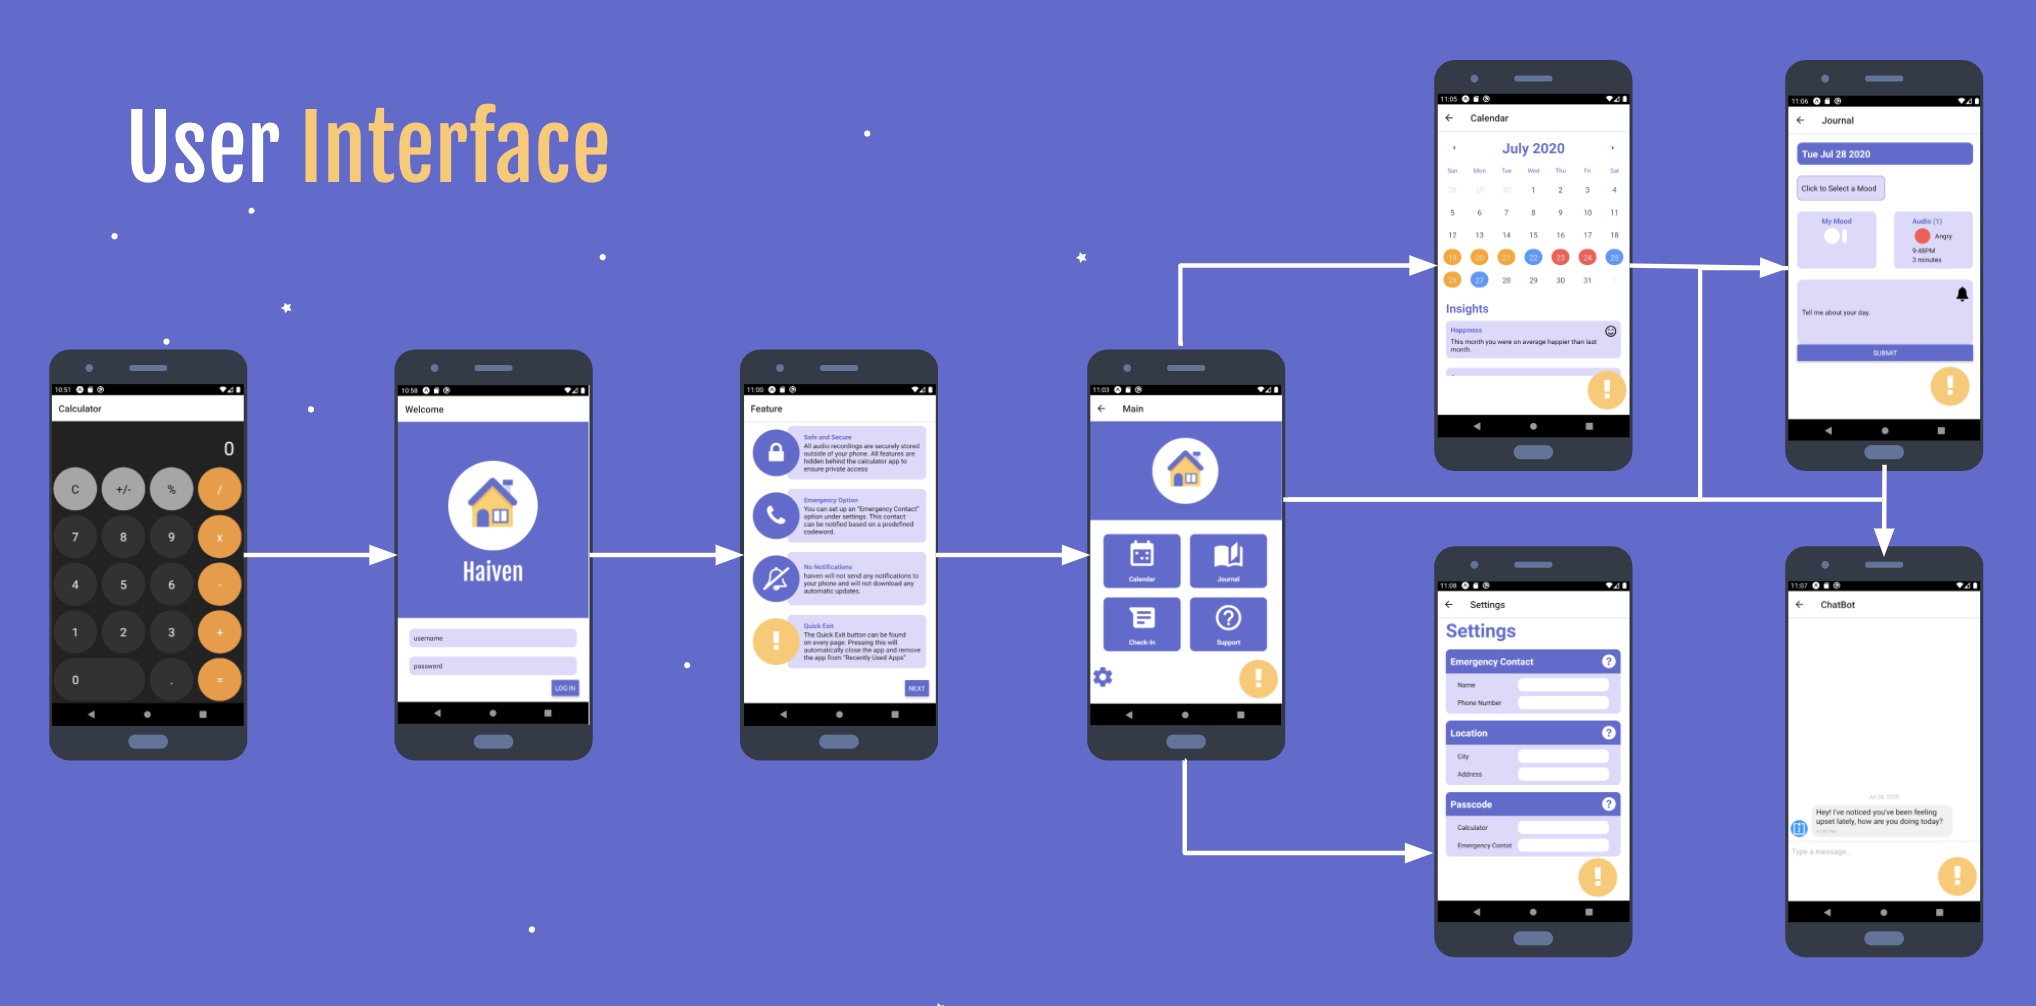 User Interface
10:51
Calculator
0
C +/- % /
7 8 9 x
4 5 6 -
1 2 3 +
0 . =
10:58
Welcome
Haiven
username
password
LOG IN
11:00
Feature
Safe and Secure
All audio recordings are securely stored
outside of your phone. All features are
hidden behind the calculator app to
ensure private access
Emergency Option
You can set up an "Emergency Contact"
option under settings. This contact
can be notified based on a predefined
codeword.
No Notifications
haiven will not send any notifications to
your phone and will not download any
automatic updates.
Quick Exit
The Quick Exit button can be found
on every page. Pressing this will
automatically close the app and remove
the app from "Recently Used Apps"
NEXT
11:03
Main
Calendar Journal
Check-In Support
11:05
Calendar
July 2020
Sun Mon Tue Wed Thu Fri Sat
28 29 30 1 2 3 4
5 6 7 8 9 10 11
12 13 14 15 16 17 18
19 20 21 22 23 24 25
26 27 28 29 30 31 1
Insights
Happiness
This month you were on average happier than last
month.
11:06
Journal
Tue Jul 28 2020
Click to Select a Mood
My Mood
Audio (1)
Angry
9:48PM
3 minutes
Tell me about your day.
SUBMIT
11:08
Settings
Settings
Emergency Contact ?
Name
Phone Number
Location ?
City
Address
Passcode ?
Calculator
Emergency Contat
11:07
ChatBot
Jul 26, 2020
Hey! I've noticed you've been feeling
upset lately, how are you doing today?
11:07 PM
Type a message...